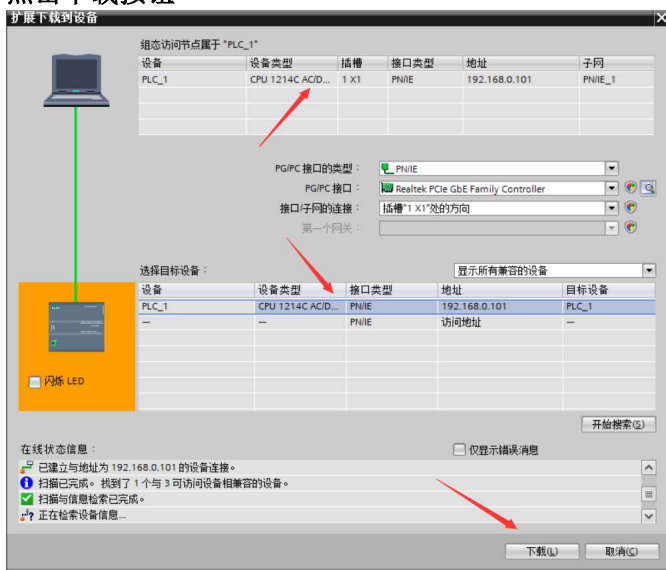 扩展下载到设备
组态访问节点属于 "PLC_1"
设备 设备类型 插槽 接口类型 地址 子网
PLC_1 CPU 1214C AC/D... 1 X1 PN/IE 192.168.0.101 PN/IE_1
PG/PC 接口的类型： PN/IE
PG/PC 接口： Realtek PCIe GbE Family Controller
接口/子网的连接： 插槽"1 X1"处的方向
第一个网关：
选择目标设备： 显示所有兼容的设备
设备 设备类型 接口类型 地址 目标设备
PLC_1 CPU 1214C AC/D... PN/IE 192.168.0.101 PLC_1
— — PN/IE 访问地址 —
闪烁 LED
开始搜索(S)
在线状态信息： 仅显示错误消息
已建立与地址为 192.168.0.101 的设备连接。
扫描已完成。找到了 1 个与 3 可访问设备相兼容的设备。
扫描与信息检索已完成。
正在检索设备信息...
下载(L) 取消(C)